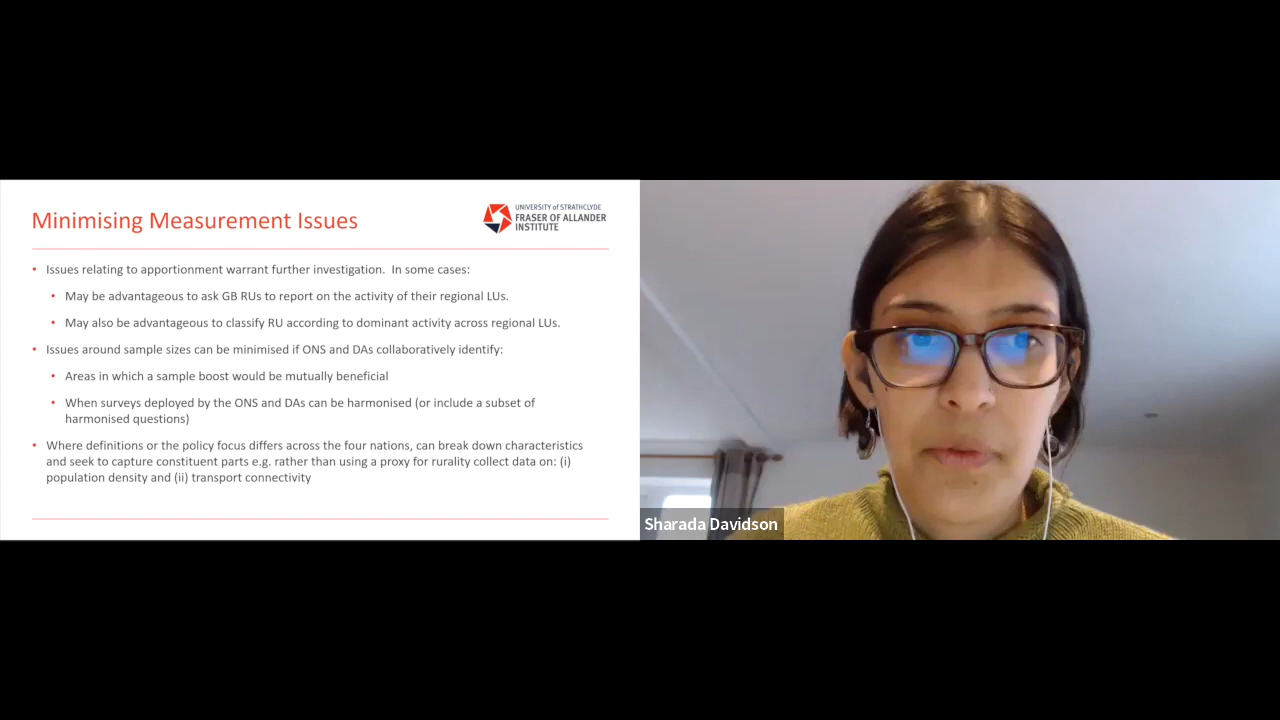 Minimising Measurement Issues
UNIVERSITY of STRATHCLYDE
FRASER OF ALLANDER
INSTITUTE
• Issues relating to apportionment warrant further investigation.  In some cases:
• May be advantageous to ask GB RUs to report on the activity of their regional LUs.
• May also be advantageous to classify RU according to dominant activity across regional LUs.
• Issues around sample sizes can be minimised if ONS and DAs collaboratively identify:
• Areas in which a sample boost would be mutually beneficial
• When surveys deployed by the ONS and DAs can be harmonised (or include a subset of
harmonised questions)
• Where definitions or the policy focus differs across the four nations, can break down characteristics
and seek to capture constituent parts e.g. rather than using a proxy for rurality collect data on: (i)
population density and (ii) transport connectivity
Sharada Davidson